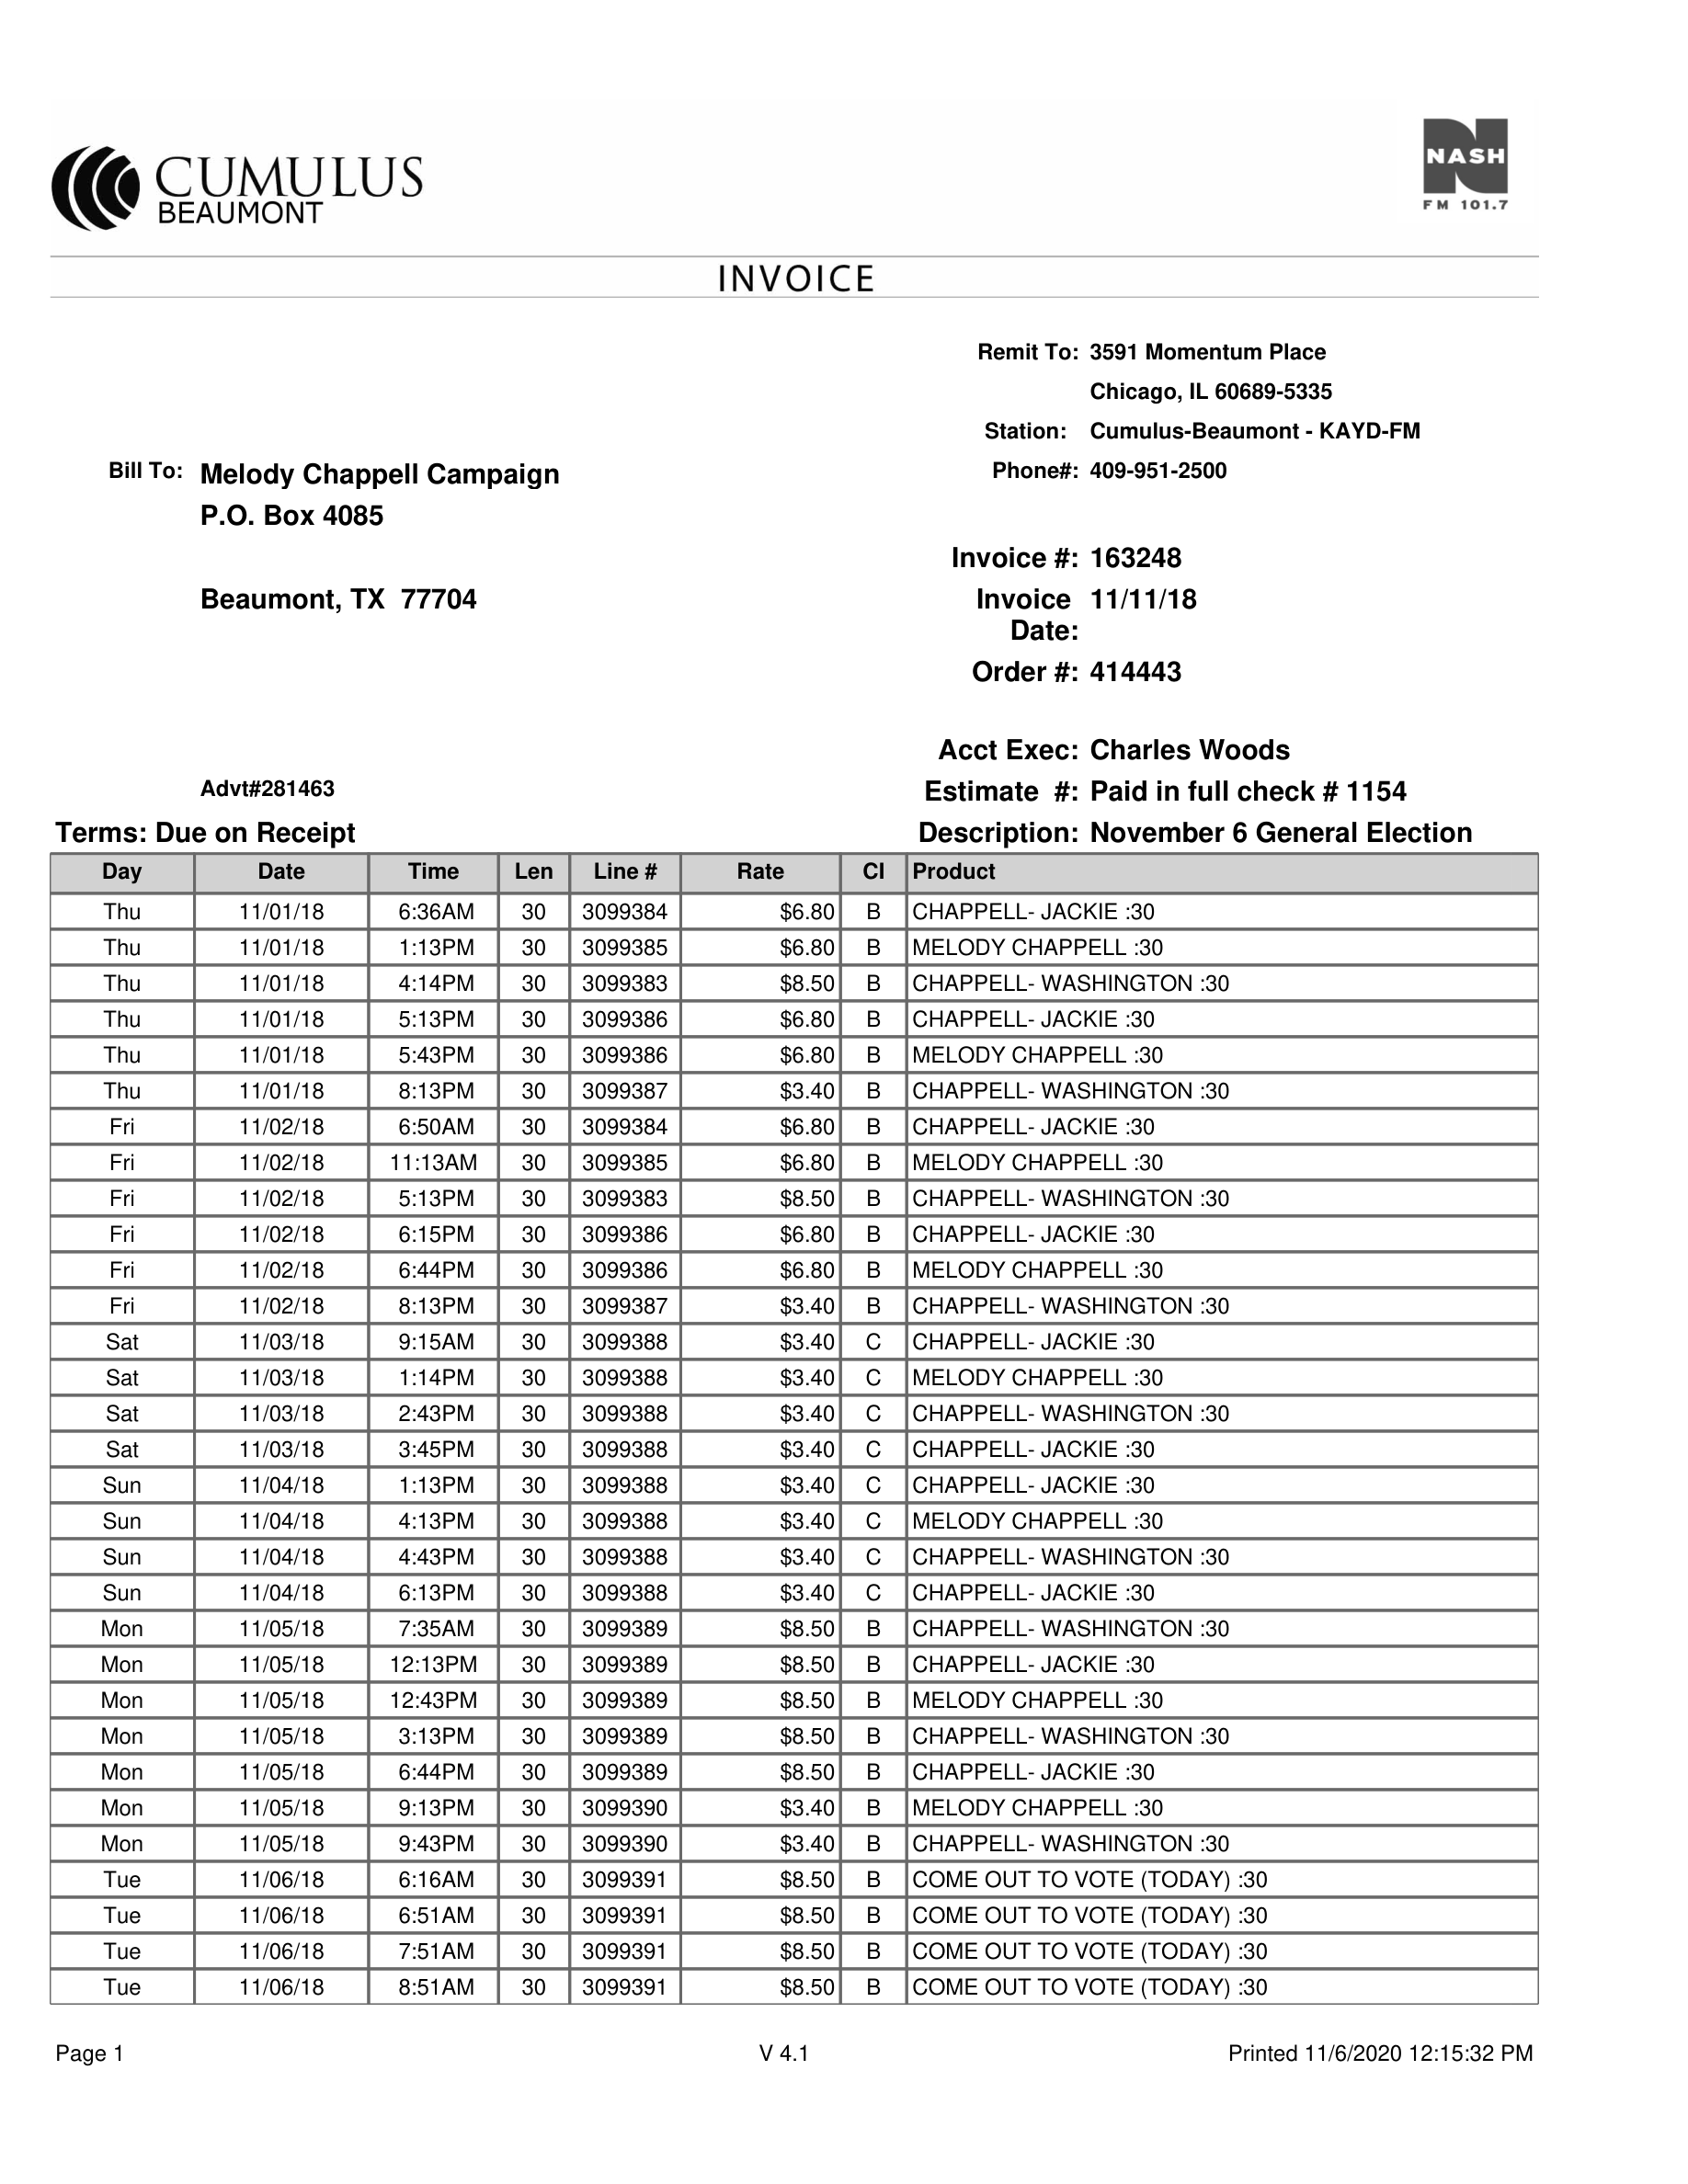 CUMULUS
BEAUMONT
NASH
FM 101.7
INVOICE
Remit To: 3591 Momentum Place
Chicago, IL 60689-5335
Station: Cumulus-Beaumont - KAYD-FM
Bill To: Melody Chappell Campaign
Phone#: 409-951-2500
P.O. Box 4085
Invoice #: 163248
Beaumont, TX 77704
Invoice Date: 11/11/18
Order #: 414443
Acct Exec: Charles Woods
Advt#281463
Estimate #: Paid in full check # 1154
Terms: Due on Receipt
Description: November 6 General Election
Day Date Time Len Line # Rate Cl Product
Thu 11/01/18 6:36AM 30 3099384 $6.80 B CHAPPELL- JACKIE :30
Thu 11/01/18 1:13PM 30 3099385 $6.80 B MELODY CHAPPELL :30
Thu 11/01/18 4:14PM 30 3099383 $8.50 B CHAPPELL- WASHINGTON :30
Thu 11/01/18 5:13PM 30 3099386 $6.80 B CHAPPELL- JACKIE :30
Thu 11/01/18 5:43PM 30 3099386 $6.80 B MELODY CHAPPELL :30
Thu 11/01/18 8:13PM 30 3099387 $3.40 B CHAPPELL- WASHINGTON :30
Fri 11/02/18 6:50AM 30 3099384 $6.80 B CHAPPELL- JACKIE :30
Fri 11/02/18 11:13AM 30 3099385 $6.80 B MELODY CHAPPELL :30
Fri 11/02/18 5:13PM 30 3099383 $8.50 B CHAPPELL- WASHINGTON :30
Fri 11/02/18 6:15PM 30 3099386 $6.80 B CHAPPELL- JACKIE :30
Fri 11/02/18 6:44PM 30 3099386 $6.80 B MELODY CHAPPELL :30
Fri 11/02/18 8:13PM 30 3099387 $3.40 B CHAPPELL- WASHINGTON :30
Sat 11/03/18 9:15AM 30 3099388 $3.40 C CHAPPELL- JACKIE :30
Sat 11/03/18 1:14PM 30 3099388 $3.40 C MELODY CHAPPELL :30
Sat 11/03/18 2:43PM 30 3099388 $3.40 C CHAPPELL- WASHINGTON :30
Sat 11/03/18 3:45PM 30 3099388 $3.40 C CHAPPELL- JACKIE :30
Sun 11/04/18 1:13PM 30 3099388 $3.40 C CHAPPELL- JACKIE :30
Sun 11/04/18 4:13PM 30 3099388 $3.40 C MELODY CHAPPELL :30
Sun 11/04/18 4:43PM 30 3099388 $3.40 C CHAPPELL- WASHINGTON :30
Sun 11/04/18 6:13PM 30 3099388 $3.40 C CHAPPELL- JACKIE :30
Mon 11/05/18 7:35AM 30 3099389 $8.50 B CHAPPELL- WASHINGTON :30
Mon 11/05/18 12:13PM 30 3099389 $8.50 B CHAPPELL- JACKIE :30
Mon 11/05/18 12:43PM 30 3099389 $8.50 B MELODY CHAPPELL :30
Mon 11/05/18 3:13PM 30 3099389 $8.50 B CHAPPELL- WASHINGTON :30
Mon 11/05/18 6:44PM 30 3099389 $8.50 B CHAPPELL- JACKIE :30
Mon 11/05/18 9:13PM 30 3099390 $3.40 B MELODY CHAPPELL :30
Mon 11/05/18 9:43PM 30 3099390 $3.40 B CHAPPELL- WASHINGTON :30
Tue 11/06/18 6:16AM 30 3099391 $8.50 B COME OUT TO VOTE (TODAY) :30
Tue 11/06/18 6:51AM 30 3099391 $8.50 B COME OUT TO VOTE (TODAY) :30
Tue 11/06/18 7:51AM 30 3099391 $8.50 B COME OUT TO VOTE (TODAY) :30
Tue 11/06/18 8:51AM 30 3099391 $8.50 B COME OUT TO VOTE (TODAY) :30
Page 1 V 4.1 Printed 11/6/2020 12:15:32 PM